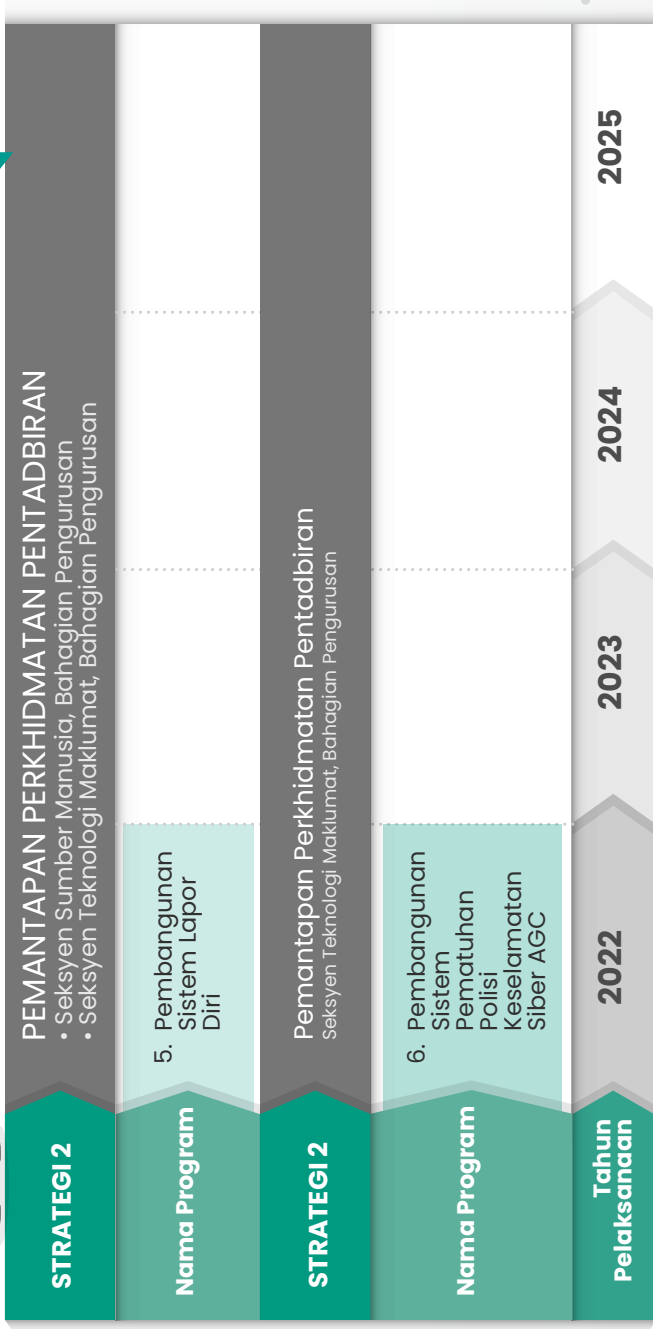 STRATEGI 2
PEMANTAPAN PERKHIDMATAN PENTADBIRAN
• Seksyen Sumber Manusia, Bahagian Pengurusan
• Seksyen Teknologi Maklumat, Bahagian Pengurusan
Nama Program
5. Pembangunan
Sistem Lapor
Diri
STRATEGI 2
Pemantapan Perkhidmatan Pentadbiran
Seksyen Teknologi Maklumat, Bahagian Pengurusan
Nama Program
6. Pembangunan
Sistem
Pematuhan
Polisi
Keselamatan
Siber AGC
Tahun
Pelaksanaan
2022
2023
2024
2025